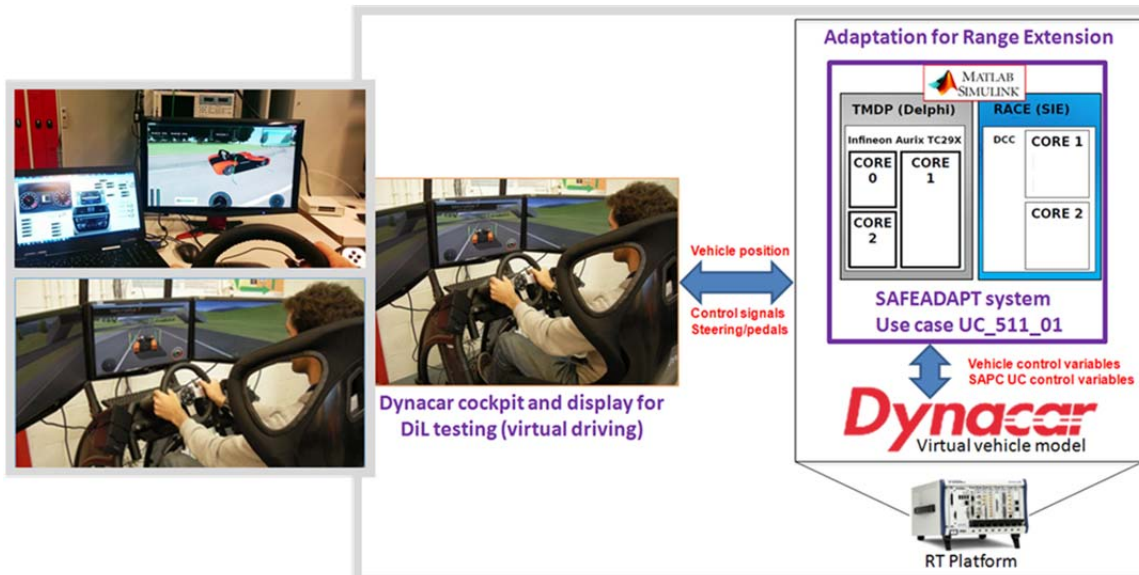 Adaptation for Range Extension
MATLAB
SIMULINK
TMDP (Delphi)
RACE (SIE)
Infineon Aurix TC29X
DCC
CORE 1
CORE
0
CORE
1
CORE
2
CORE 2
Vehicle position
Control signals
Steering/pedals
SAFEADAPT system
Use case UC_511_01
Vehicle control variables
SAPC UC control variables
Dynacar
Virtual vehicle model
Dynacar cockpit and display for
DiL testing (virtual driving)
RT Platform